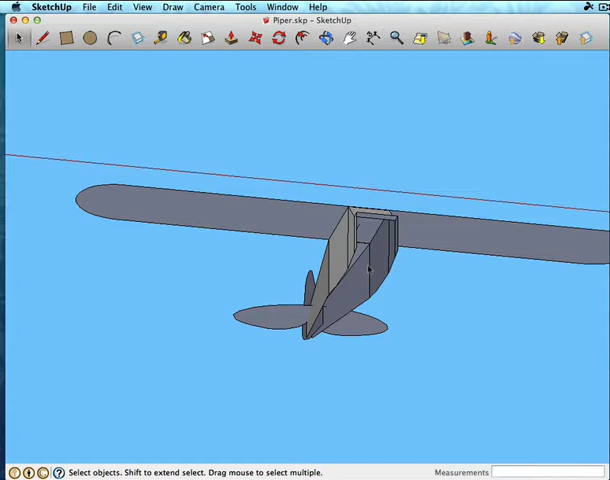 SketchUp File Edit View Draw Camera Tools Window Help
Piper.skp – SketchUp
Select objects. Shift to extend select. Drag mouse to select multiple. Measurements